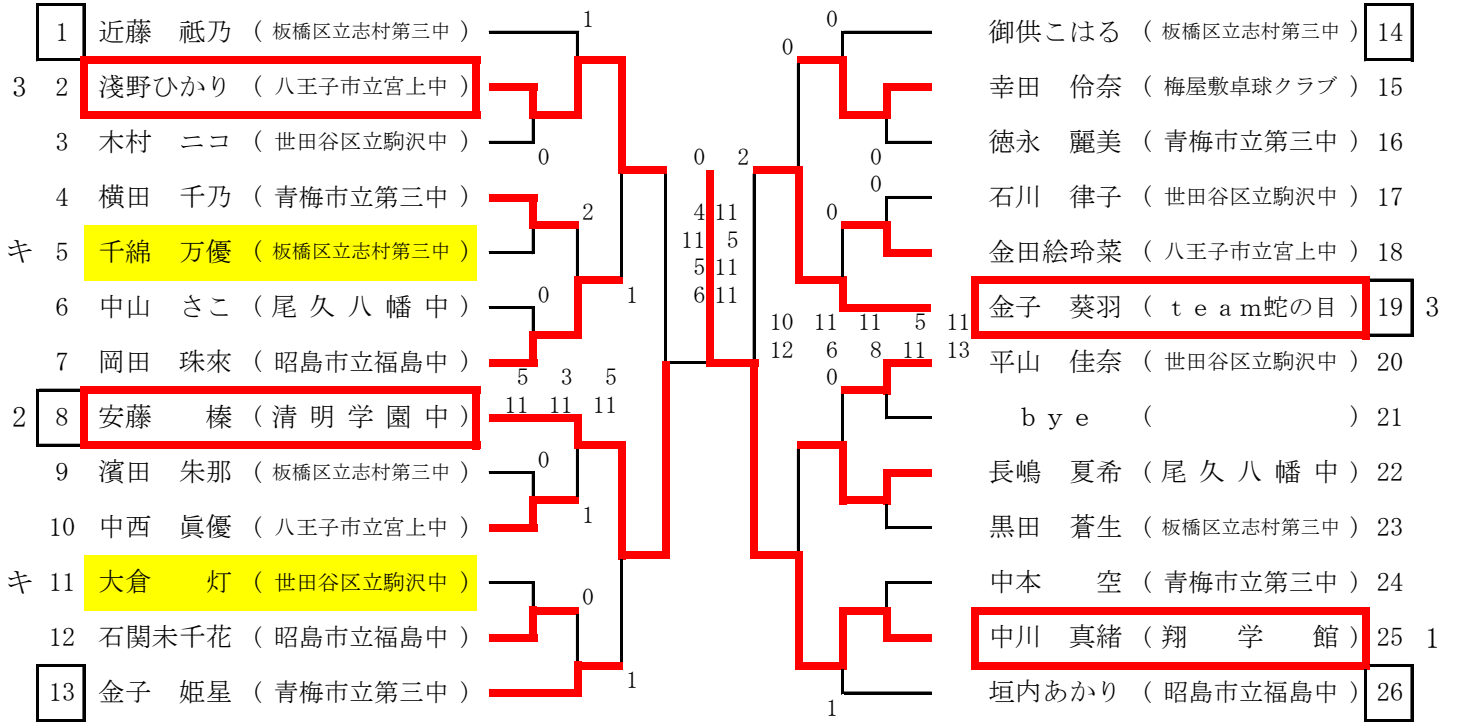 1 近藤 祇乃 （ 板橋区立志村第三中 ）
3 2 淺野ひかり （ 八王子市立宮上中 ）
3 木村 ニコ （ 世田谷区立駒沢中 ）
4 横田 千乃 （ 青梅市立第三中 ）
キ 5 千綿 万優 （ 板橋区立志村第三中 ）
6 中山 さこ （ 尾 久 八 幡 中 ）
7 岡田 珠來 （ 昭島市立福島中 ）
2 8 安藤 榛 （ 清 明 学 園 中 ）
9 濱田 朱那 （ 板橋区立志村第三中 ）
10 中西 眞優 （ 八王子市立宮上中 ）
キ 11 大倉 灯 （ 世田谷区立駒沢中 ）
12 石関未千花 （ 昭島市立福島中 ）
13 金子 姫星 （ 青梅市立第三中 ）
1
0
2
0
1
5 3 5
11 11 11
0
1
0
1
0 2
4 11
11 5
5 11
6 11
0
0
0
0
0
10 11 11 5 11
12 6 8 11 13
0
1
御供こはる （ 板橋区立志村第三中 ） 14
幸田 伶奈 （ 梅屋敷卓球クラブ ） 15
徳永 麗美 （ 青梅市立第三中 ） 16
石川 律子 （ 世田谷区立駒沢中 ） 17
金田絵玲菜 （ 八王子市立宮上中 ） 18
金子 葵羽 （ ｔｅａｍ蛇の目 ） 19 3
平山 佳奈 （ 世田谷区立駒沢中 ） 20
ｂｙｅ （ ） 21
長嶋 夏希 （ 尾 久 八 幡 中 ） 22
黒田 蒼生 （ 板橋区立志村第三中 ） 23
中本 空 （ 青梅市立第三中 ） 24
中川 真緒 （ 翔 学 館 ） 25 1
垣内あかり （ 昭島市立福島中 ） 26